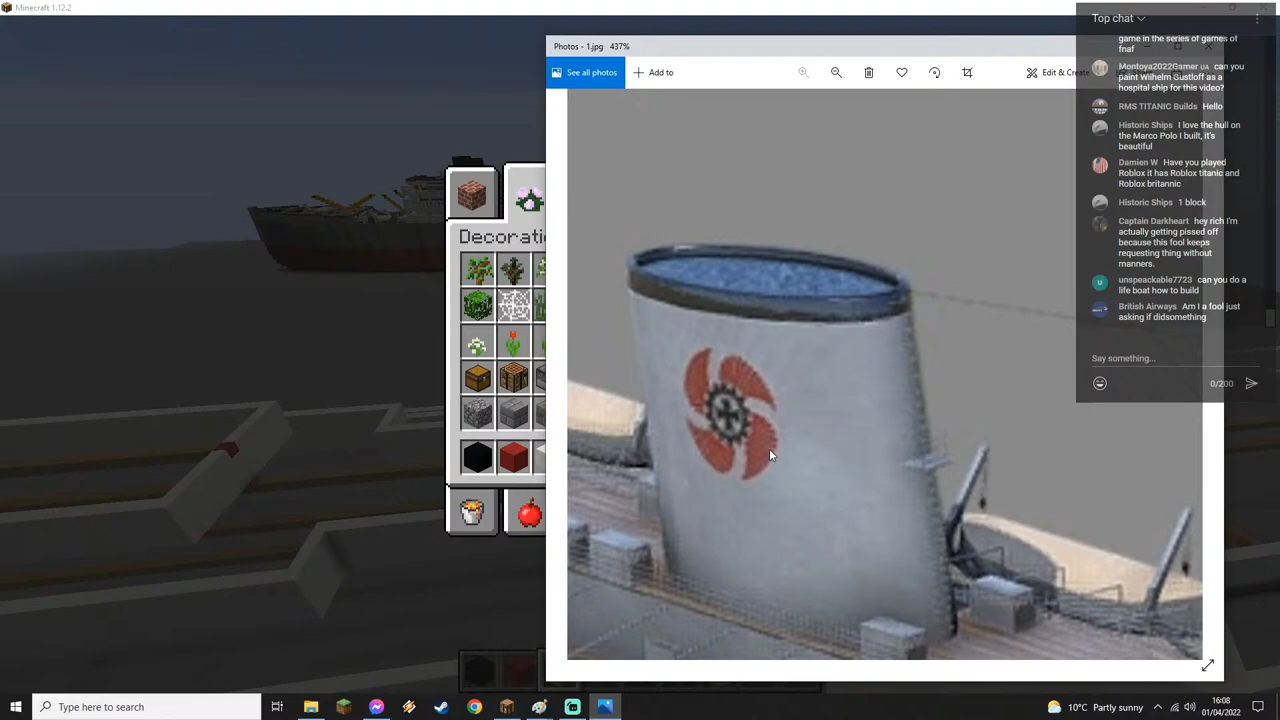 Minecraft 1.12.2
Photos - 1.jpg 437%
See all photos
Add to
Edit & Create
Top chat
game in the series of games of
fnaf
Montoya2022Gamer UA can you
paint Wilhelm Gustloff as a
hospital ship for this video?
RMS TITANIC Builds Hello
Historic Ships I love the hull on
the Marco Polo I built, it's
beautiful
Damien W Have you played
Roblox it has Roblox titanic and
Roblox britannic
Historic Ships 1 block
Captain Darkheart hey rich I'm
actually getting pissed off
because this fool keeps
requesting thing without
manners.
unspeakable7723 can you do a
life boat how to build
British Airways Am I a fool just
asking if didsomething
Say something...
0/200
Decoratio
Type here to search
10°C Partly sunny
16:08
01/04/2022